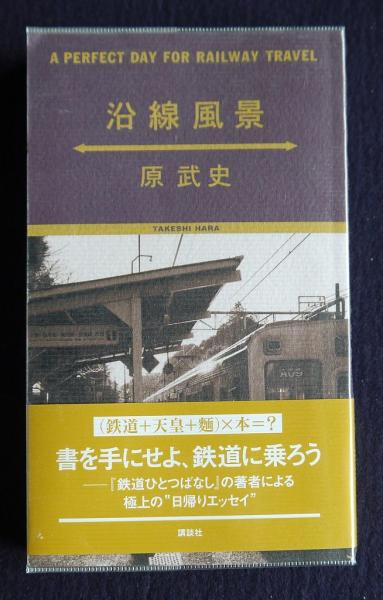 A PERFECT DAY FOR RAILWAY TRAVEL
沿線風景
原武史
TAKESHI HARA
A09
(鉄道+天皇+麵)×本=?
書を手にせよ、鉄道に乗ろう
──『鉄道ひとつばなし』の著者による
極上の"日帰りエッセイ"
講談社